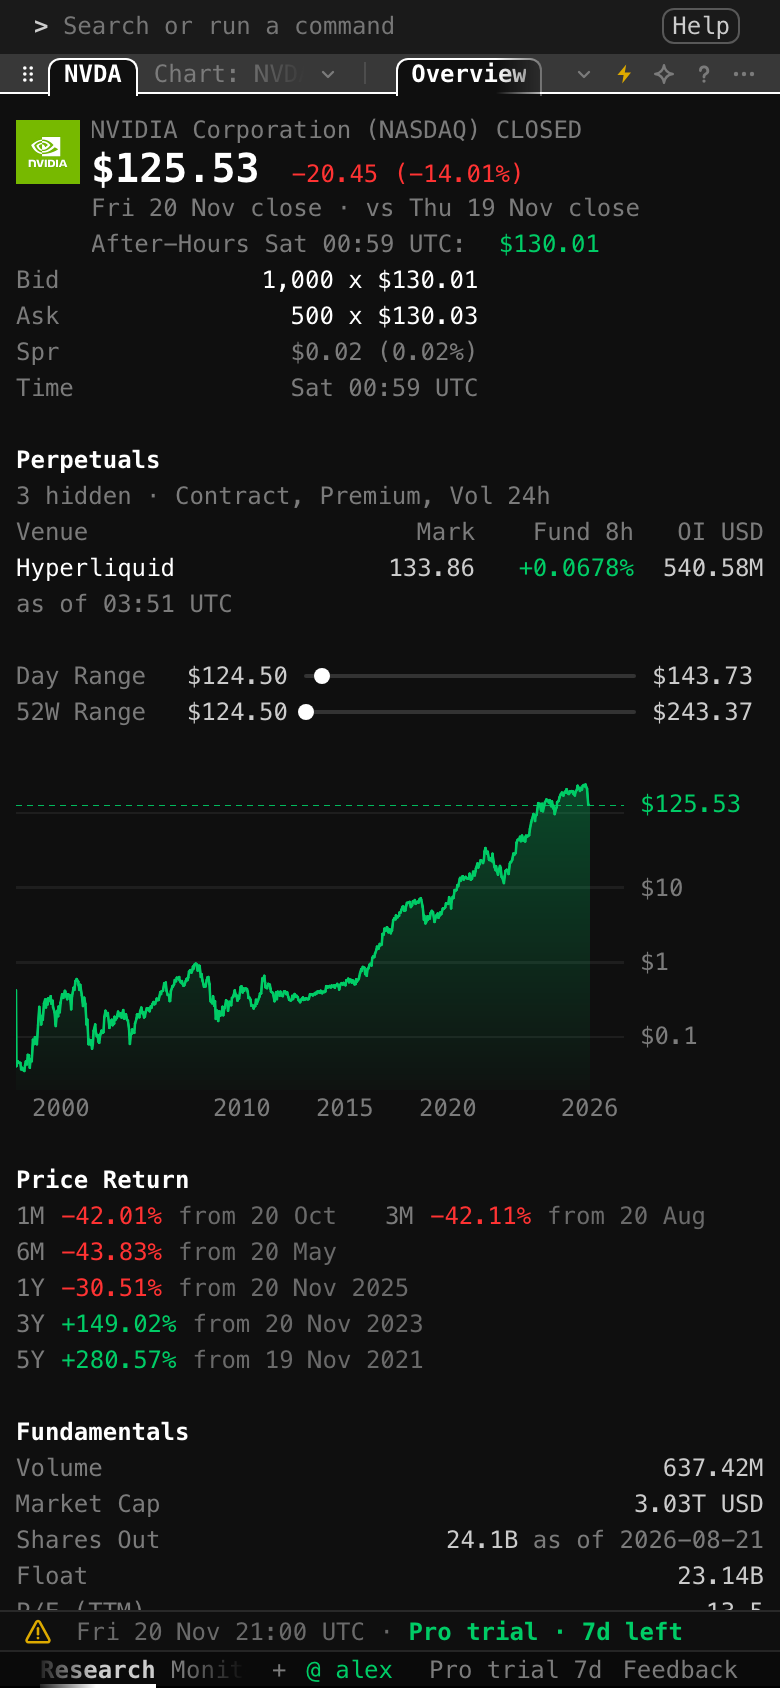 > Search or run a command Help
NVDA Chart: NVD Overview ?
NVIDIA
NVIDIA Corporation (NASDAQ) CLOSED
$125.53 −20.45 (−14.01%)
Fri 20 Nov close · vs Thu 19 Nov close
After−Hours Sat 00:59 UTC: $130.01
Bid 1,000 x $130.01
Ask 500 x $130.03
Spr $0.02 (0.02%)
Time Sat 00:59 UTC
Perpetuals
3 hidden · Contract, Premium, Vol 24h
Venue Mark Fund 8h OI USD
Hyperliquid 133.86 +0.0678% 540.58M
as of 03:51 UTC
Day Range $124.50 $143.73
52W Range $124.50 $243.37
$125.53
$10
$1
$0.1
2000 2010 2015 2020 2026
Price Return
1M −42.01% from 20 Oct 3M −42.11% from 20 Aug
6M −43.83% from 20 May
1Y −30.51% from 20 Nov 2025
3Y +149.02% from 20 Nov 2023
5Y +280.57% from 19 Nov 2021
Fundamentals
Volume 637.42M
Market Cap 3.03T USD
Shares Out 24.1B as of 2026−08−21
Float 23.14B
P/E (TTM) 13.5
Fri 20 Nov 21:00 UTC · Pro trial · 7d left
Research Monit + @ alex Pro trial 7d Feedback